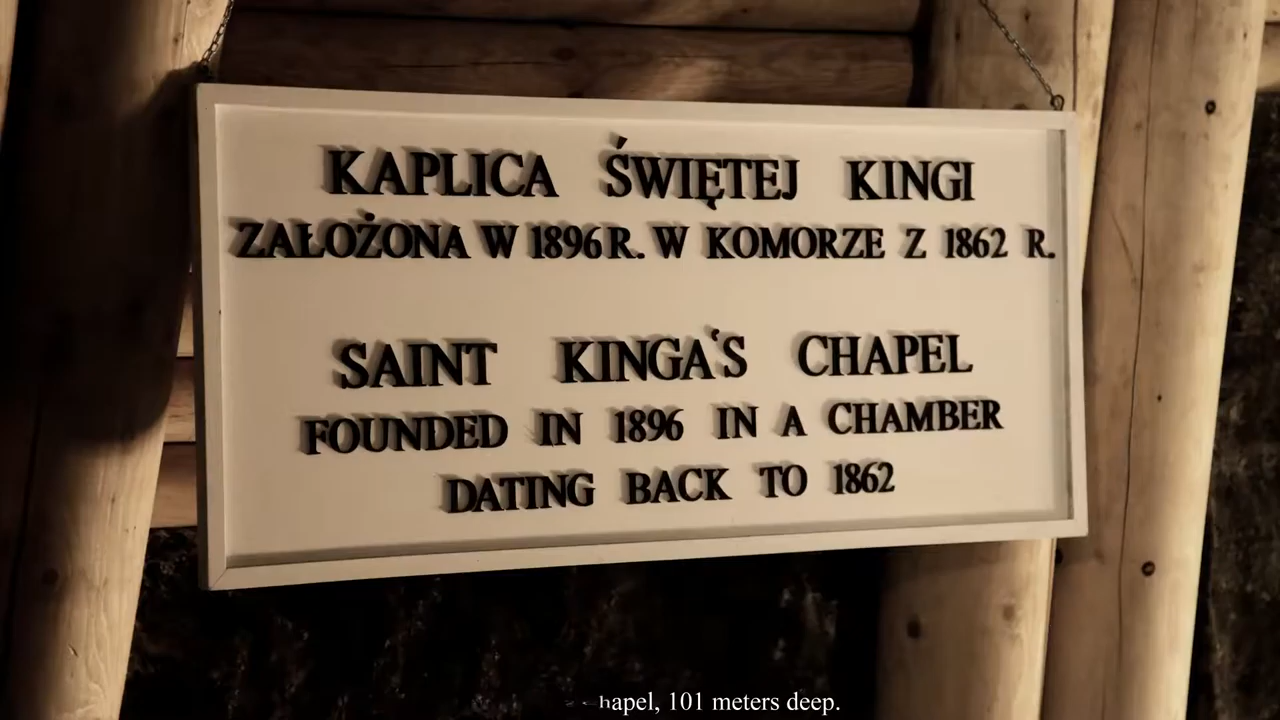 KAPLICA ŚWIĘTEJ KINGI
ZAŁOŻONA W 1896 R. W KOMORZE Z 1862 R.
SAINT KINGA'S CHAPEL
FOUNDED IN 1896 IN A CHAMBER
DATING BACK TO 1862
hapel, 101 meters deep.